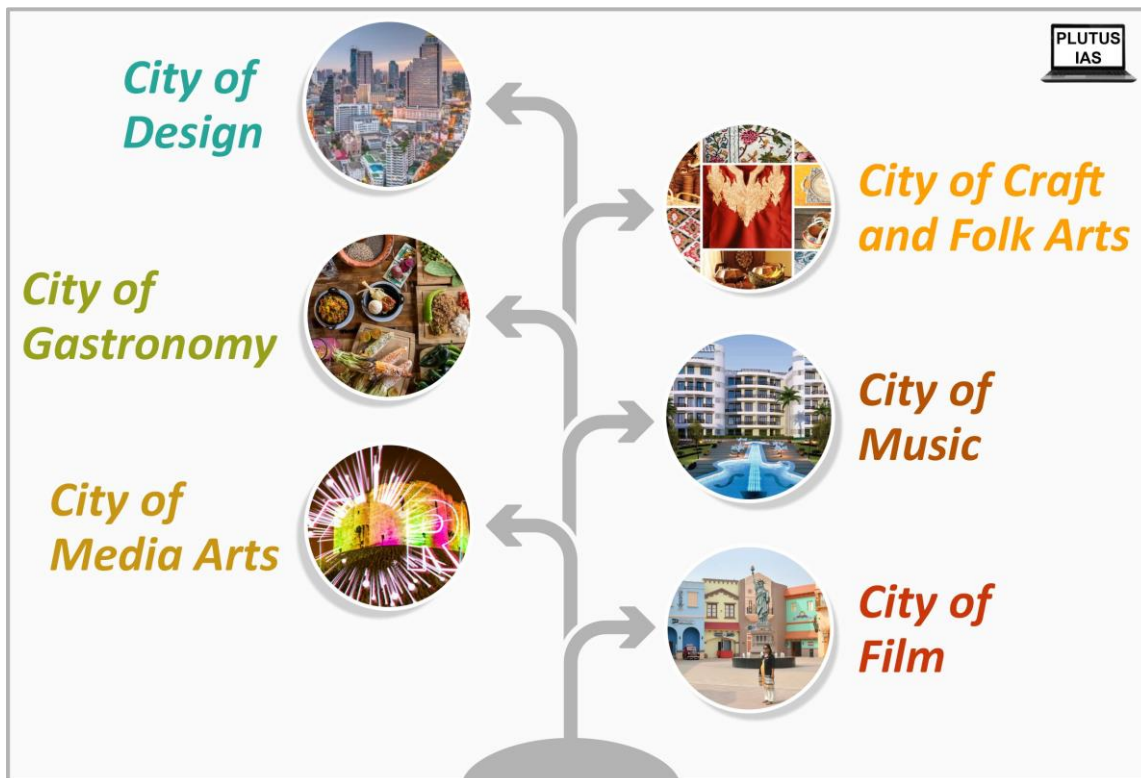 PLUTUS
IAS
City of
Design
City of Craft
and Folk Arts
City of
Gastronomy
City of
Music
City of
Media Arts
City of
Film
R